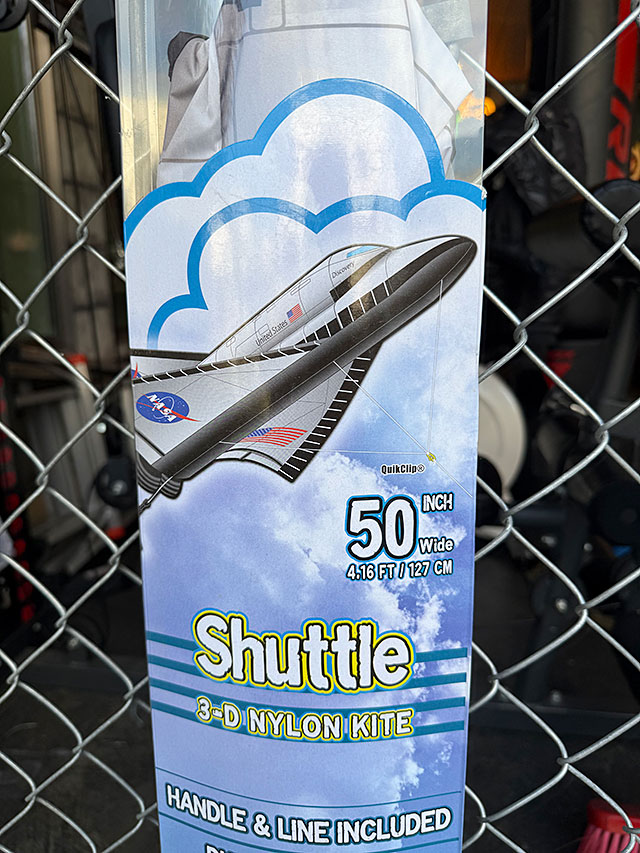 Discovery
United States
NASA
QuikClip®
50 INCH
Wide
4.16 FT / 127 CM
Shuttle
3-D NYLON KITE
HANDLE & LINE INCLUDED